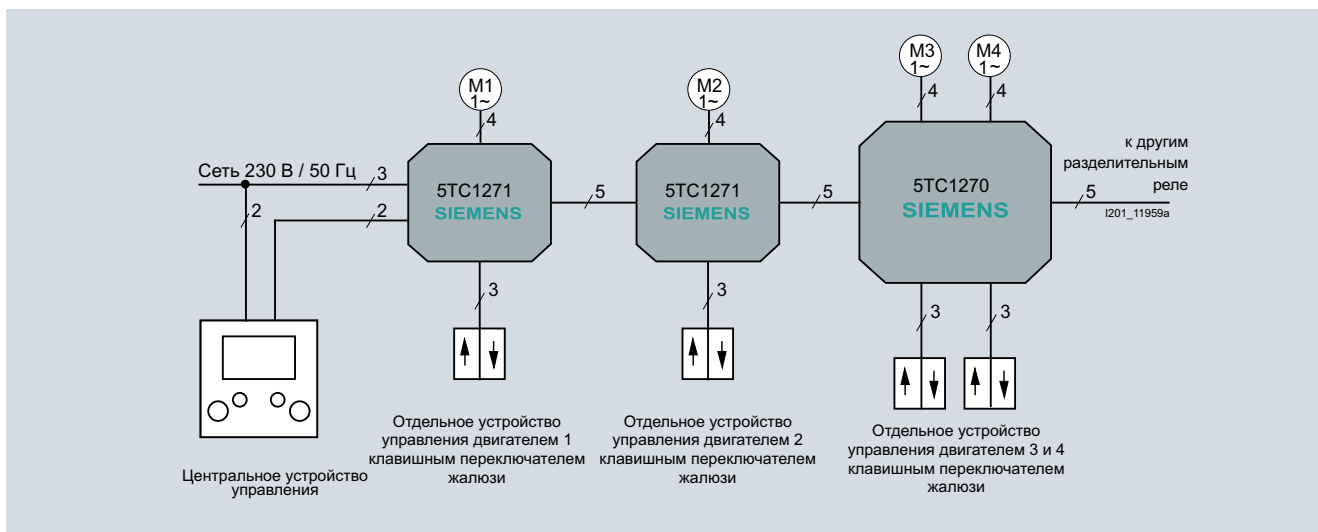 M1
1~
4
M2
1~
4
M3
1~
4
M4
1~
4
Сеть 230 В / 50 Гц
3
2
2
5TC1271
SIEMENS
5
5TC1271
SIEMENS
5
5TC1270
SIEMENS
к другим
разделительным
реле
5
I201_11959a
3
3
3
3
Центральное устройство
управления
Отдельное устройство
управления двигателем 1
клавишным переключателем
жалюзи
Отдельное устройство
управления двигателем 2
клавишным переключателем
жалюзи
Отдельное устройство
управления двигателем 3 и 4
клавишным переключателем
жалюзи